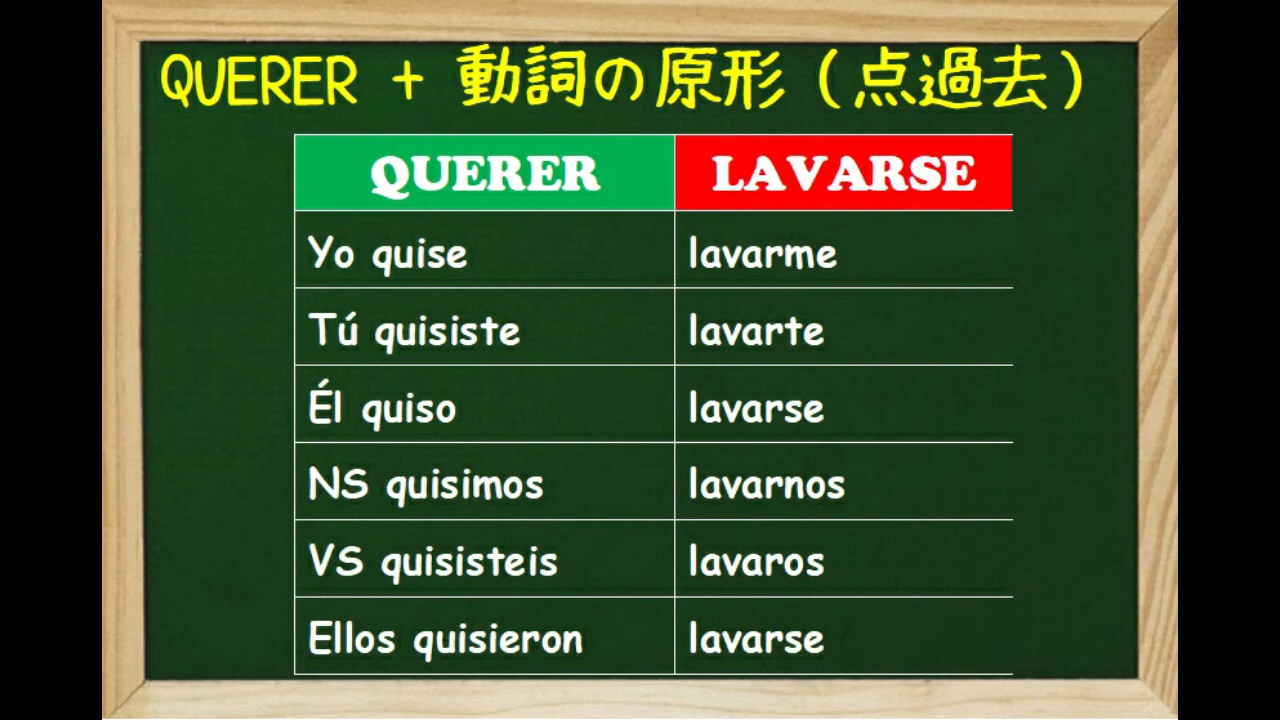 QUERER + 動詞の原形（点過去）
QUERER LAVARSE
Yo quise lavarme
Tú quisiste lavarte
Él quiso lavarse
NS quisimos lavarnos
VS quisisteis lavaros
Ellos quisieron lavarse